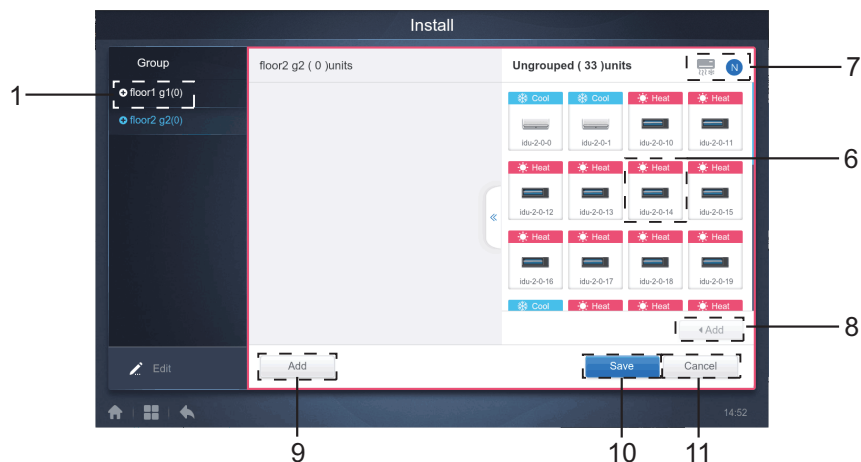 Install
Group
floor2 g2 ( 0 )units
Ungrouped ( 33 )units
N
7
1
floor1 g1(0)
floor2 g2(0)
Cool Cool Heat Heat
idu-2-0-0 idu-2-0-1 idu-2-0-10 idu-2-0-11
6
Heat Heat Heat Heat
idu-2-0-12 idu-2-0-13 idu-2-0-14 idu-2-0-15
Heat Heat Heat Heat
idu-2-0-16 idu-2-0-17 idu-2-0-18 idu-2-0-19
Cool Heat Heat Heat
Add
8
Edit
Add
Save
Cancel
14:52
9
10
11